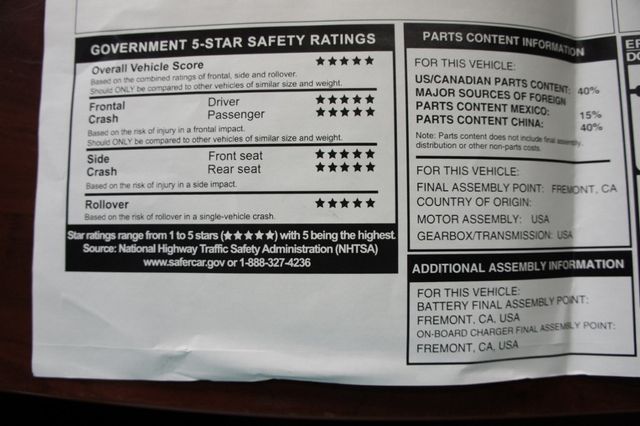 GOVERNMENT 5-STAR SAFETY RATINGS
Overall Vehicle Score ★★★★★
Based on the combined ratings of frontal, side and rollover.
Should ONLY be compared to other vehicles of similar size and weight.
Frontal Driver ★★★★★
Crash Passenger ★★★★★
Based on the risk of injury in a frontal impact.
Should ONLY be compared to other vehicles of similar size and weight.
Side Front seat ★★★★★
Crash Rear seat ★★★★★
Based on the risk of injury in a side impact.
Rollover ★★★★★
Based on the risk of rollover in a single-vehicle crash.
Star ratings range from 1 to 5 stars (★★★★★) with 5 being the highest.
Source: National Highway Traffic Safety Administration (NHTSA)
www.safercar.gov or 1-888-327-4236
PARTS CONTENT INFORMATION
FOR THIS VEHICLE:
US/CANADIAN PARTS CONTENT: 40%
MAJOR SOURCES OF FOREIGN
PARTS CONTENT MEXICO: 15%
PARTS CONTENT CHINA: 40%
Note: Parts content does not include final assembly,
distribution or other non-parts costs.
FOR THIS VEHICLE:
FINAL ASSEMBLY POINT: FREMONT, CA
COUNTRY OF ORIGIN:
MOTOR ASSEMBLY: USA
GEARBOX/TRANSMISSION: USA
ADDITIONAL ASSEMBLY INFORMATION
FOR THIS VEHICLE:
BATTERY FINAL ASSEMBLY POINT:
FREMONT, CA. USA
ON-BOARD CHARGER FINAL ASSEMBLY POINT:
FREMONT, CA. USA